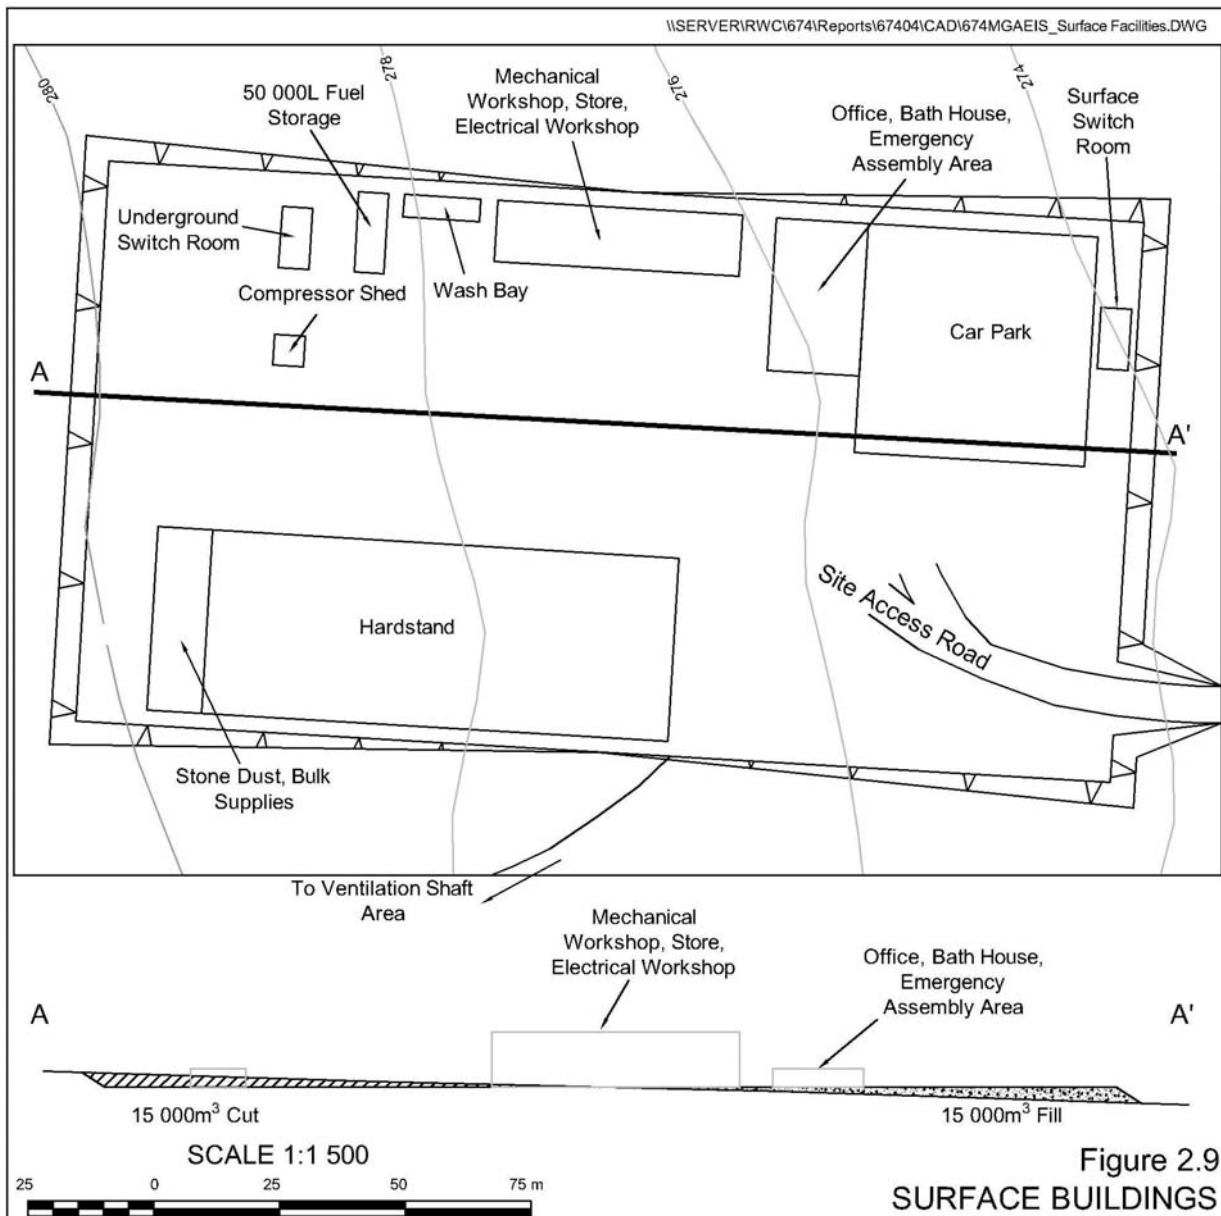 \\SERVER\RWC\674\Reports\67404\CAD\674MGAEIS_Surface Facilities.DWG
280
278
276
274
50 000L Fuel
Storage
Mechanical
Workshop, Store,
Electrical Workshop
Office, Bath House,
Emergency
Assembly Area
Surface
Switch
Room
Underground
Switch Room
Compressor Shed
Wash Bay
Car Park
A
A'
Hardstand
Site Access Road
Stone Dust, Bulk
Supplies
To Ventilation Shaft
Area
Mechanical
Workshop, Store,
Electrical Workshop
Office, Bath House,
Emergency
Assembly Area
A
A'
15 000m³ Cut
15 000m³ Fill
SCALE 1:1 500
25 0 25 50 75 m
Figure 2.9
SURFACE BUILDINGS